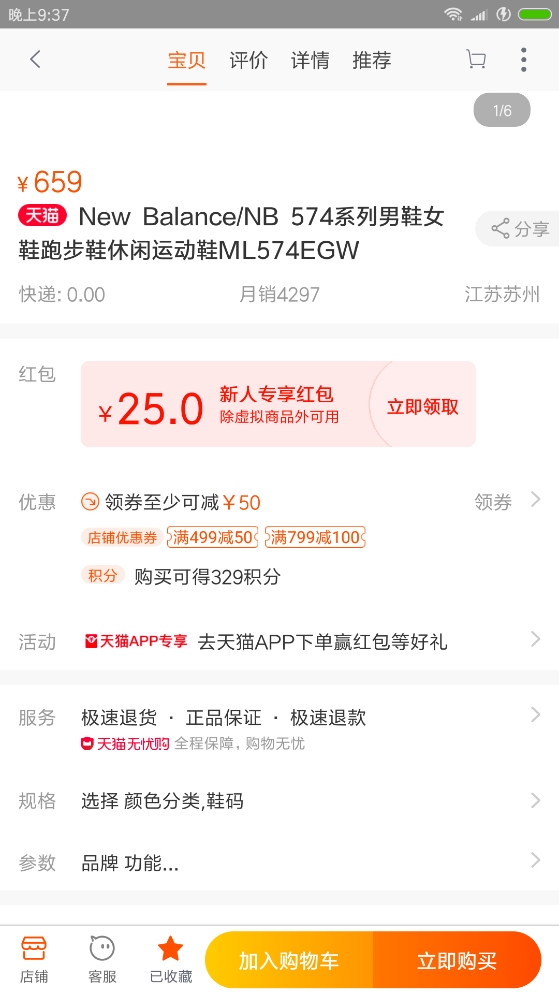 晚上9:37
宝贝 评价 详情 推荐
1/6
¥659
天猫 New Balance/NB 574系列男鞋女
鞋跑步鞋休闲运动鞋ML574EGW
分享
快递: 0.00 月销4297 江苏苏州
红包
¥25.0
新人专享红包
除虚拟商品外可用
立即领取
优惠 领券至少可减¥50 领券
店铺优惠券 满499减50 满799减100
积分 购买可得329积分
活动 天猫APP专享 去天猫APP下单赢红包等好礼
服务 极速退货 · 正品保证 · 极速退款
天猫无忧购 全程保障，购物无忧
规格 选择 颜色分类,鞋码
参数 品牌 功能...
店铺 客服 已收藏 加入购物车 立即购买